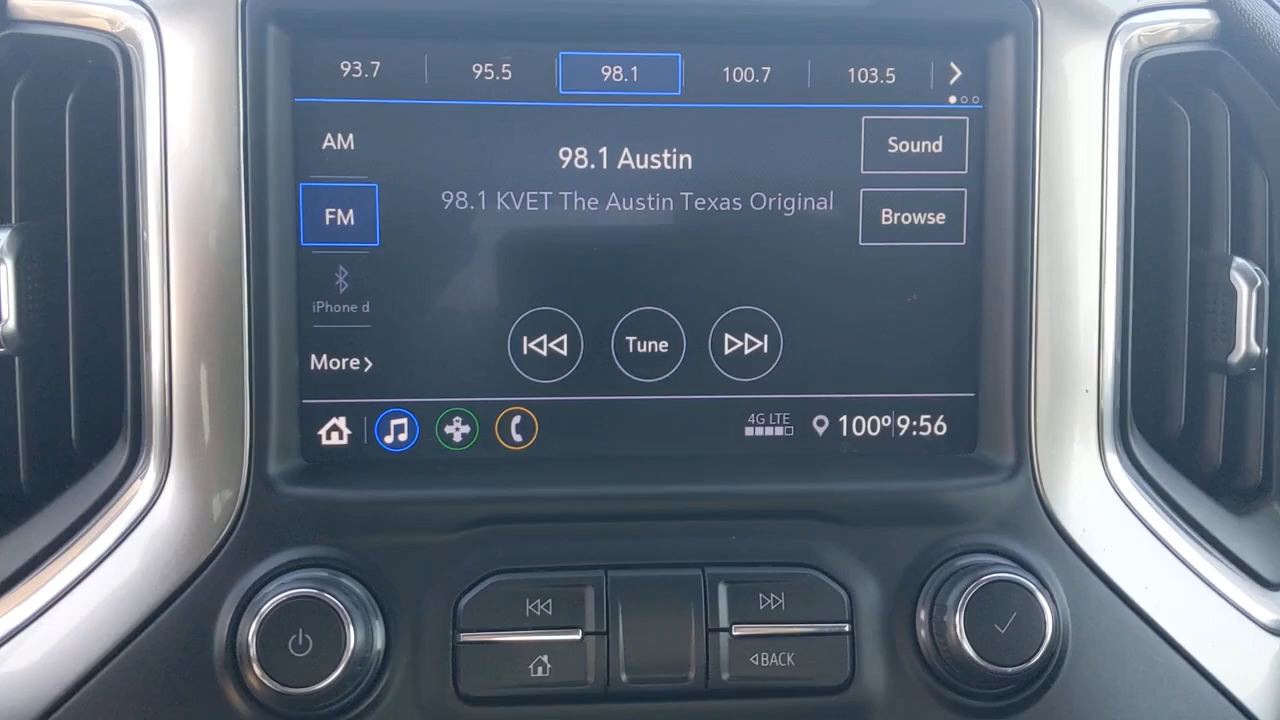 93.7 95.5 98.1 100.7 103.5
AM
98.1 Austin
Sound
98.1 KVET The Austin Texas Original
FM
Browse
iPhone d
Tune
More
4G LTE
100° 9:56
BACK